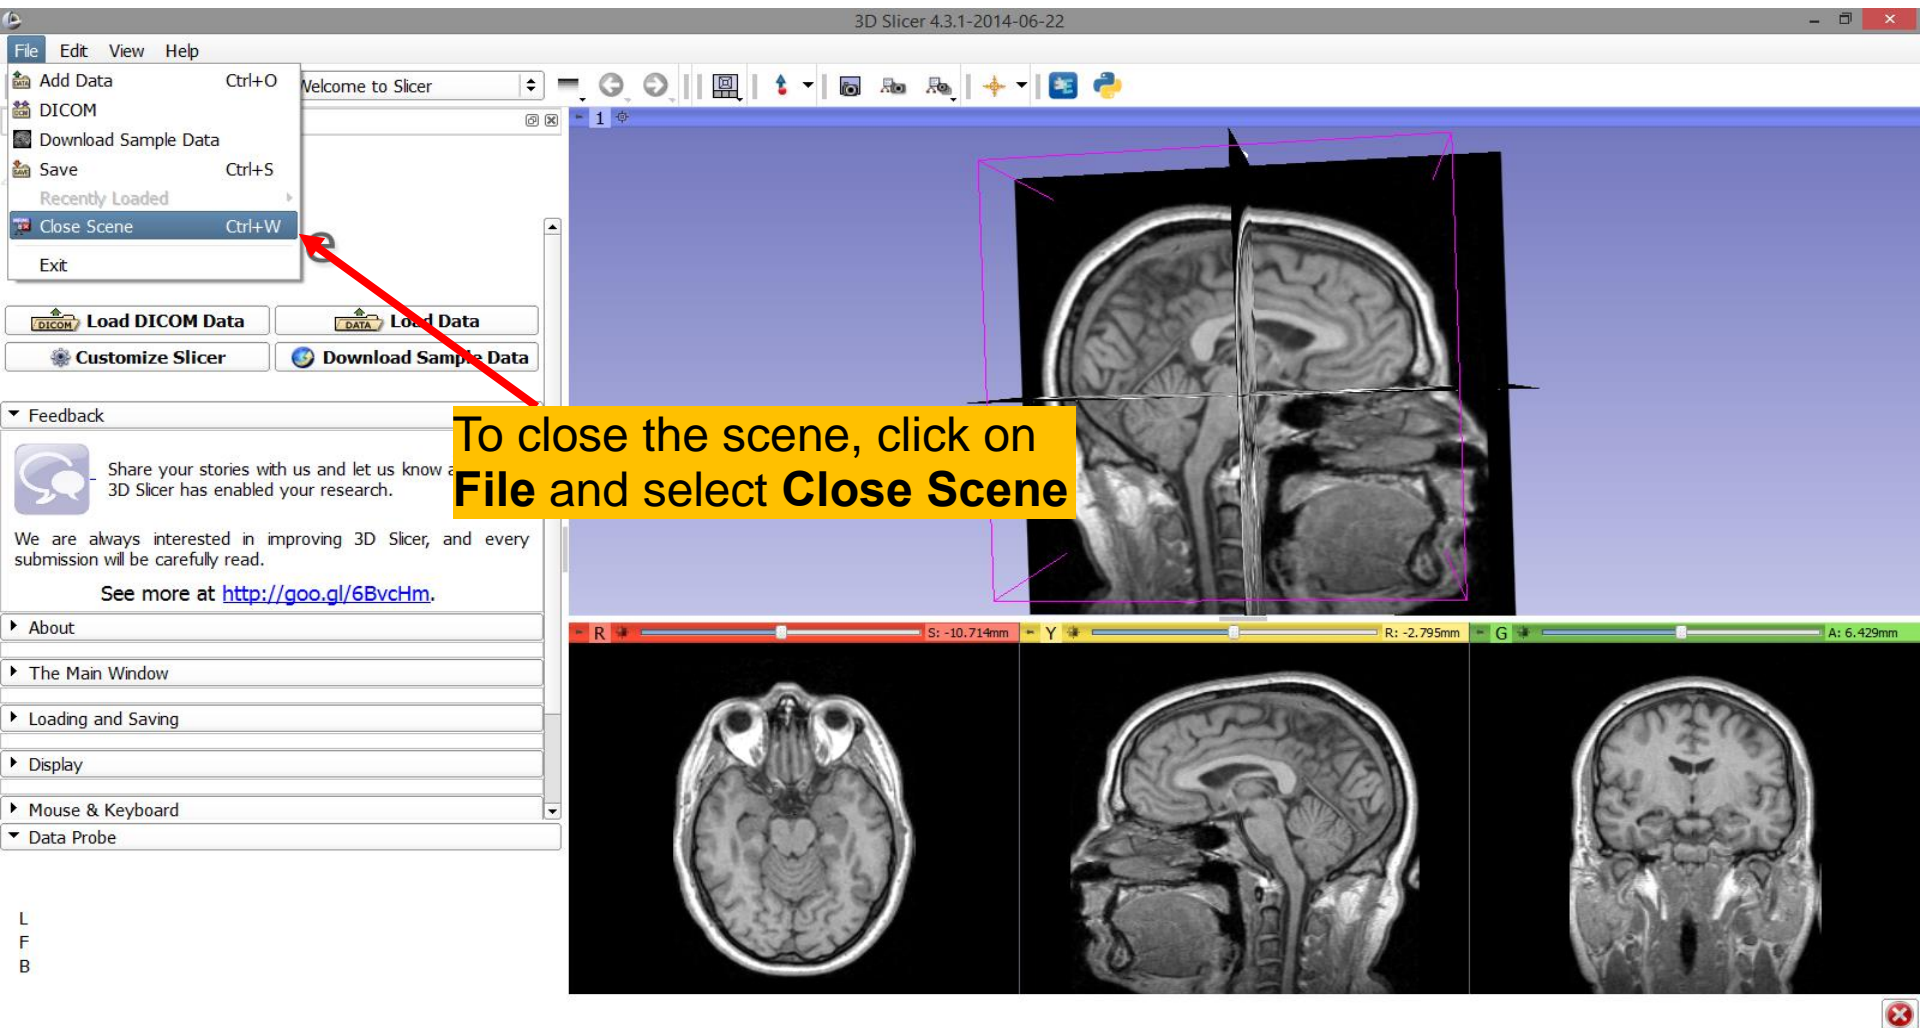 3D Slicer 4.3.1-2014-06-22
File Edit View Help
Add Data Ctrl+O
Welcome to Slicer
DICOM
Download Sample Data
Save Ctrl+S
Recently Loaded
Close Scene Ctrl+W
e
Exit
DICOM Load DICOM Data
DATA Load Data
Customize Slicer
Download Sample Data
Feedback
Share your stories with us and let us know a
3D Slicer has enabled your research.
We are always interested in improving 3D Slicer, and every
submission will be carefully read.
See more at http://goo.gl/6BvcHm.
About
The Main Window
Loading and Saving
Display
Mouse & Keyboard
Data Probe
L
F
B
1
To close the scene, click on
File and select Close Scene
R S: -10.714mm
Y R: -2.795mm
G A: 6.429mm